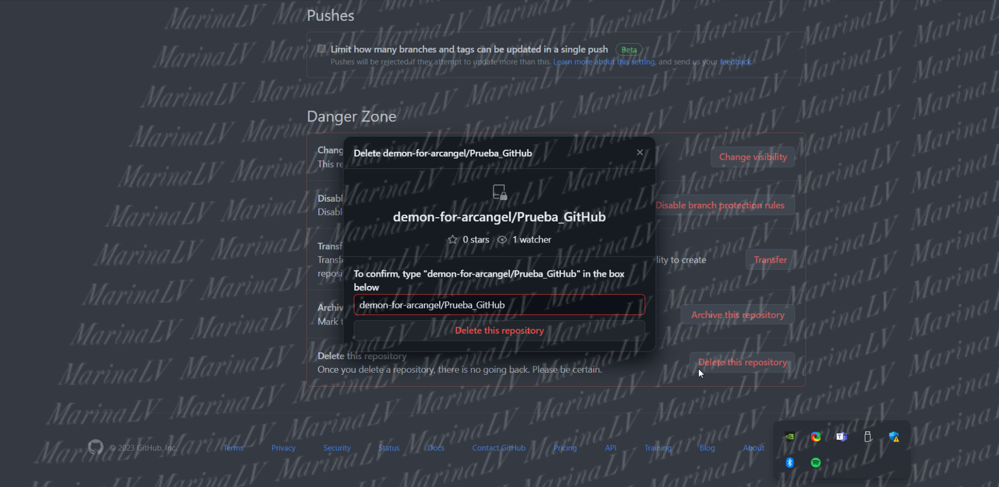 Pushes
Limit how many branches and tags can be updated in a single push Beta
Pushes will be rejected if they attempt to update more than this. Learn more about this setting, and send us your feedback.
Danger Zone
Delete demon-for-arcangel/Prueba_GitHub
Chang
This re
Change visibility
demon-for-arcangel/Prueba_GitHub
0 stars 1 watcher
Disabl
Disabl
Disable branch protection rules
Transf
Transfe
reposi
lity to create
Transfer
To confirm, type "demon-for-arcangel/Prueba_GitHub" in the box
below
demon-for-arcangel/Prueba_GitHub
Delete this repository
Archiv
Mark t
Archive this repository
Delete this repository
Once you delete a repository, there is no going back. Please be certain.
Delete this repository
© 2023 GitHub, Inc. Terms Privacy Security Status Docs Contact GitHub Pricing API Training Blog About
MarinaLV